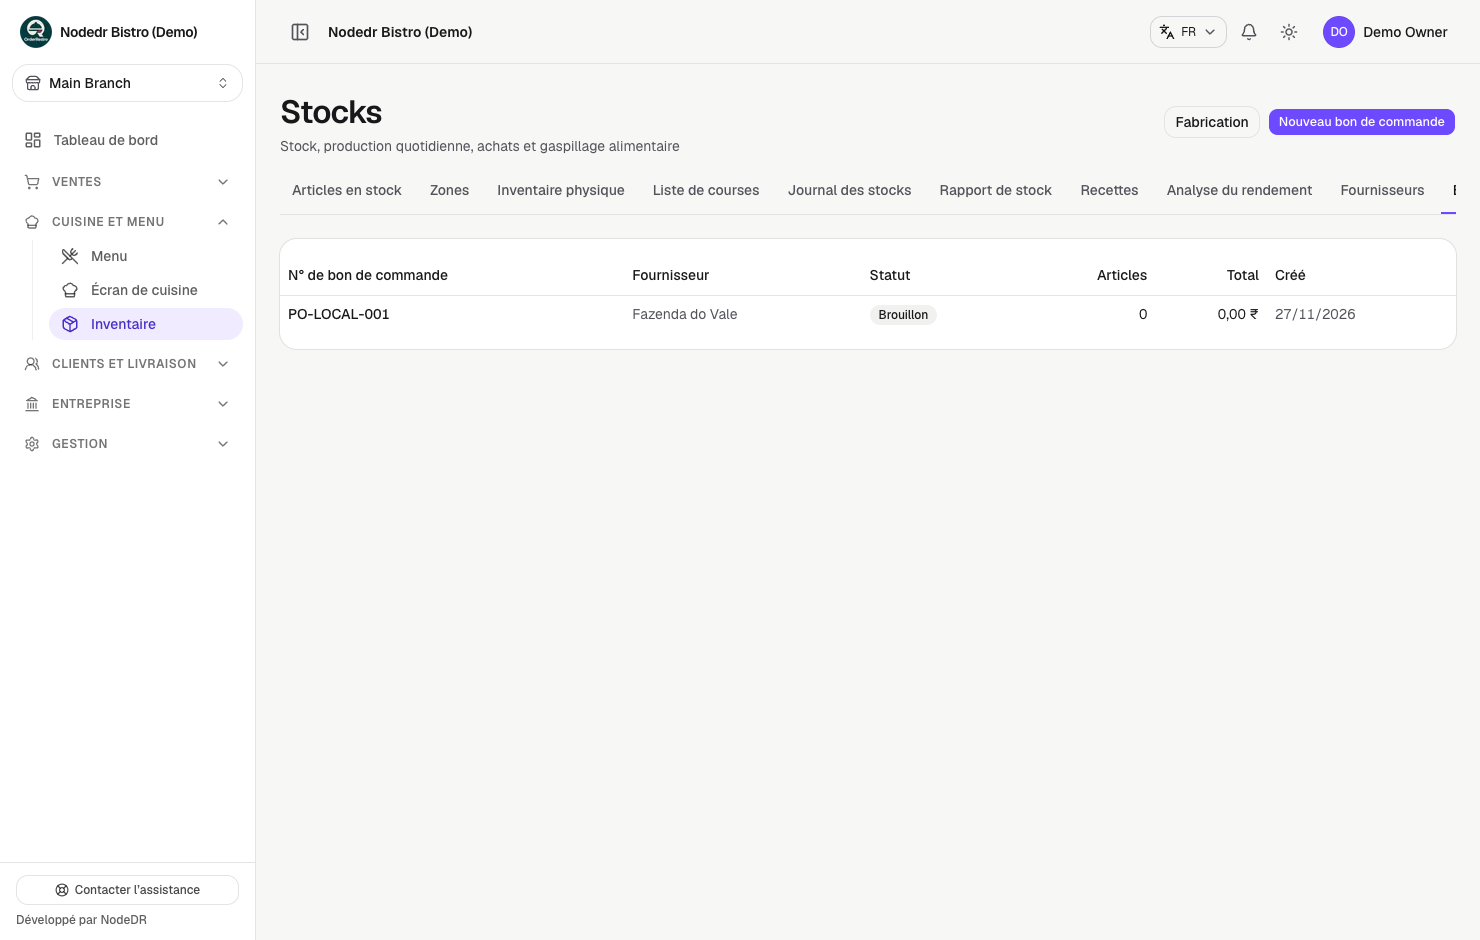 Nodedr Bistro (Demo)
Main Branch
Tableau de bord
VENTES
CUISINE ET MENU
Menu
Écran de cuisine
Inventaire
CLIENTS ET LIVRAISON
ENTREPRISE
GESTION
Contacter l'assistance
Développé par NodeDR
Nodedr Bistro (Demo)
FR
DO
Demo Owner
Stocks
Stock, production quotidienne, achats et gaspillage alimentaire
Fabrication
Nouveau bon de commande
Articles en stock Zones Inventaire physique Liste de courses Journal des stocks Rapport de stock Recettes Analyse du rendement Fournisseurs
N° de bon de commande Fournisseur Statut Articles Total Créé
PO-LOCAL-001 Fazenda do Vale Brouillon 0 0,00 ₹ 27/11/2026